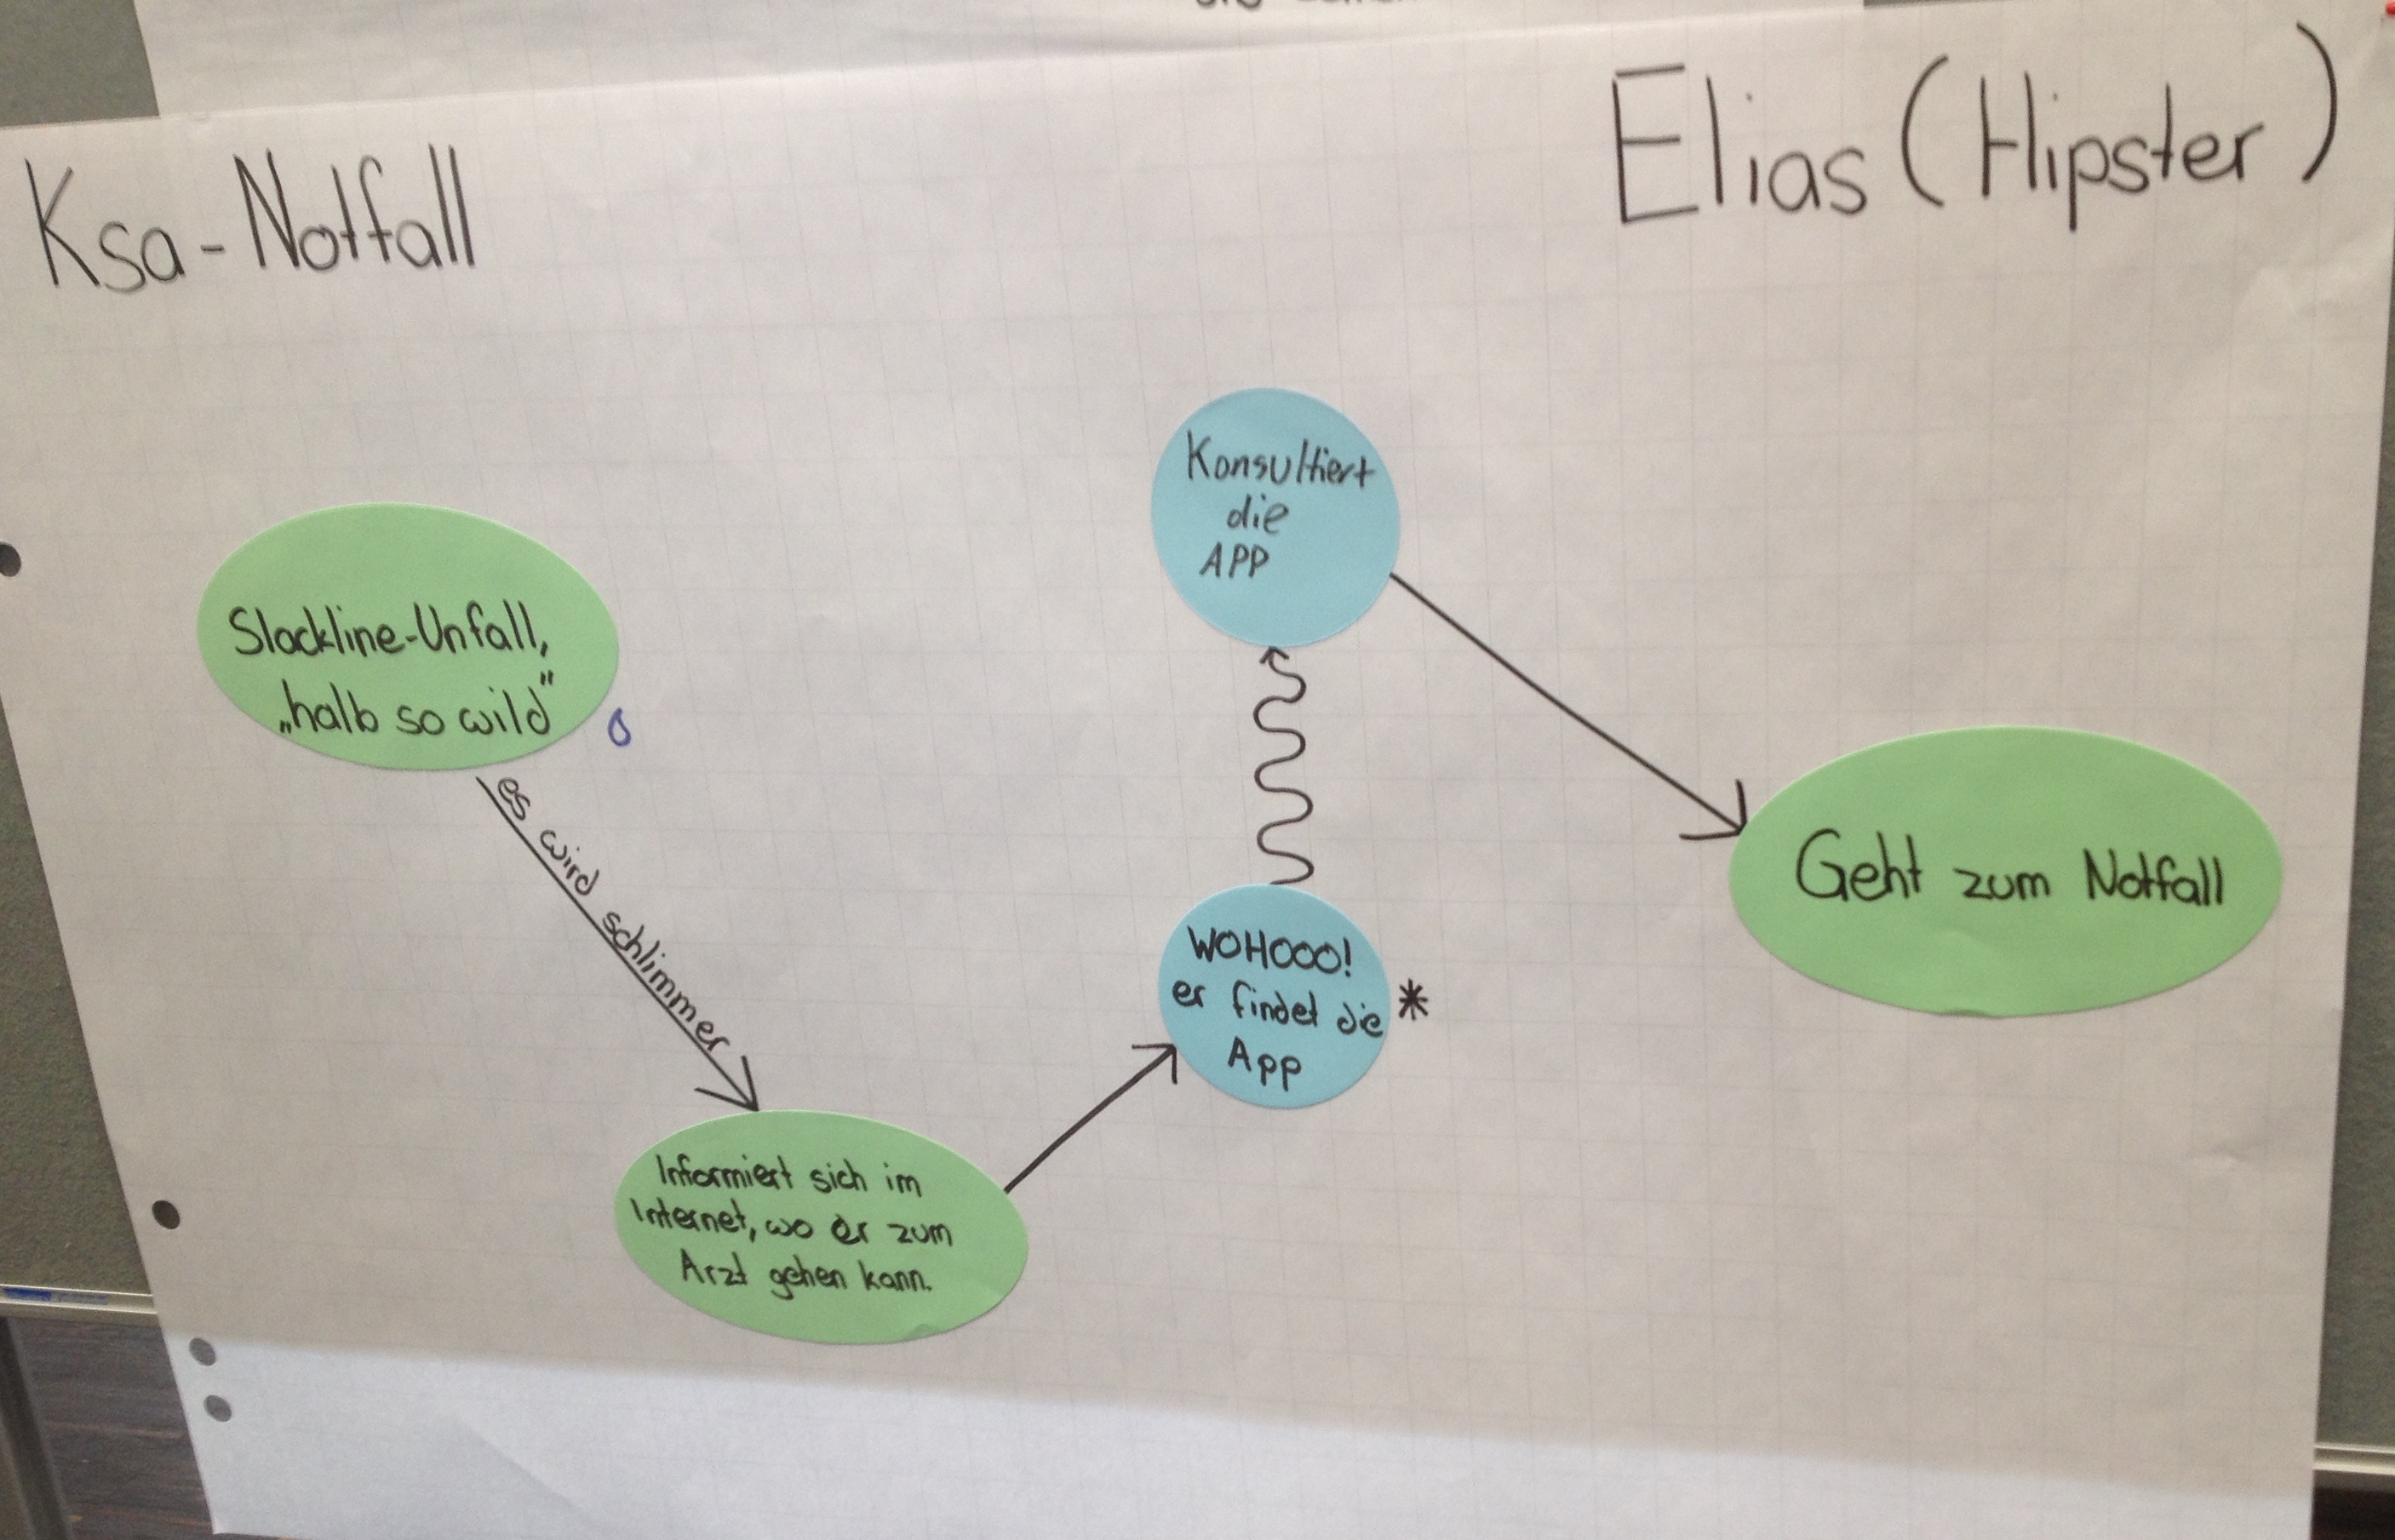 Ksa-Notfall
Elias (Hipster)
Slackline-Unfall,
„halb so wild"
es wird schlimmer
Informiert sich im
Internet, wo er zum
Arzt gehen kann.
WOHOOO!
er findet die *
App
Konsultiert
die
APP
Geht zum Notfall